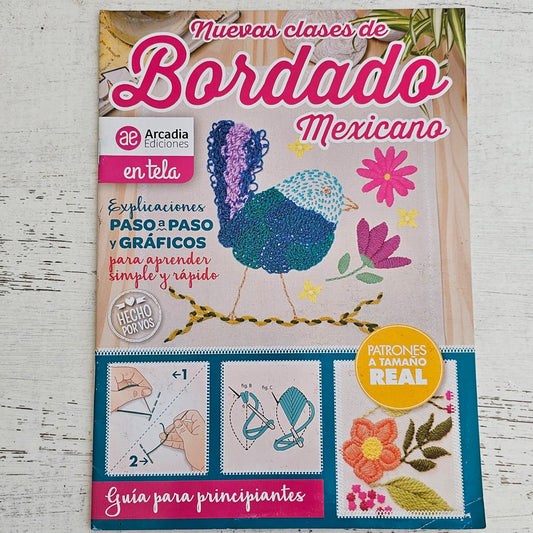 Nuevas clases de
Bordado
Mexicano
ae Arcadia
Ediciones
en tela
Explicaciones
PASO a PASO
y GRÁFICOS
para aprender
simple y rápido
HECHO
POR VOS
PATRONES
A TAMAÑO
REAL
←1
2→
fig. B
fig. C
Guía para principiantes